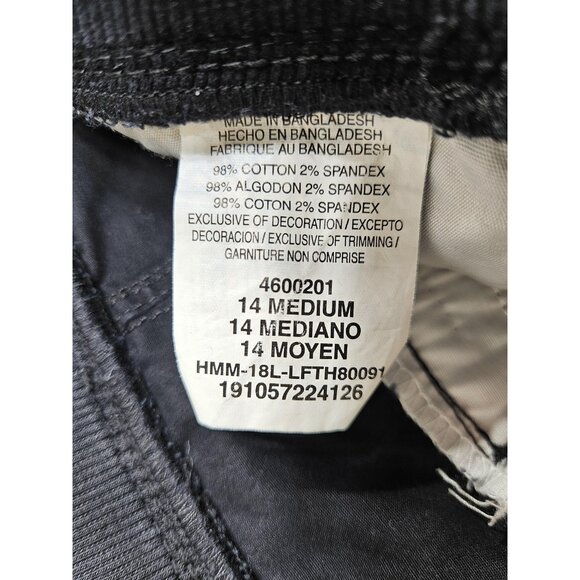 MADE IN BANGLADESH
HECHO EN BANGLADESH
FABRIQUE AU BANGLADESH
98% COTTON 2% SPANDEX
98% ALGODON 2% SPANDEX
98% COTON 2% SPANDEX
EXCLUSIVE OF DECORATION / EXCEPTO
DECORACION / EXCLUSIVE OF TRIMMING /
GARNITURE NON COMPRISE
4600201
14 MEDIUM
14 MEDIANO
14 MOYEN
HMM-18L-LFTH80091
191057224126